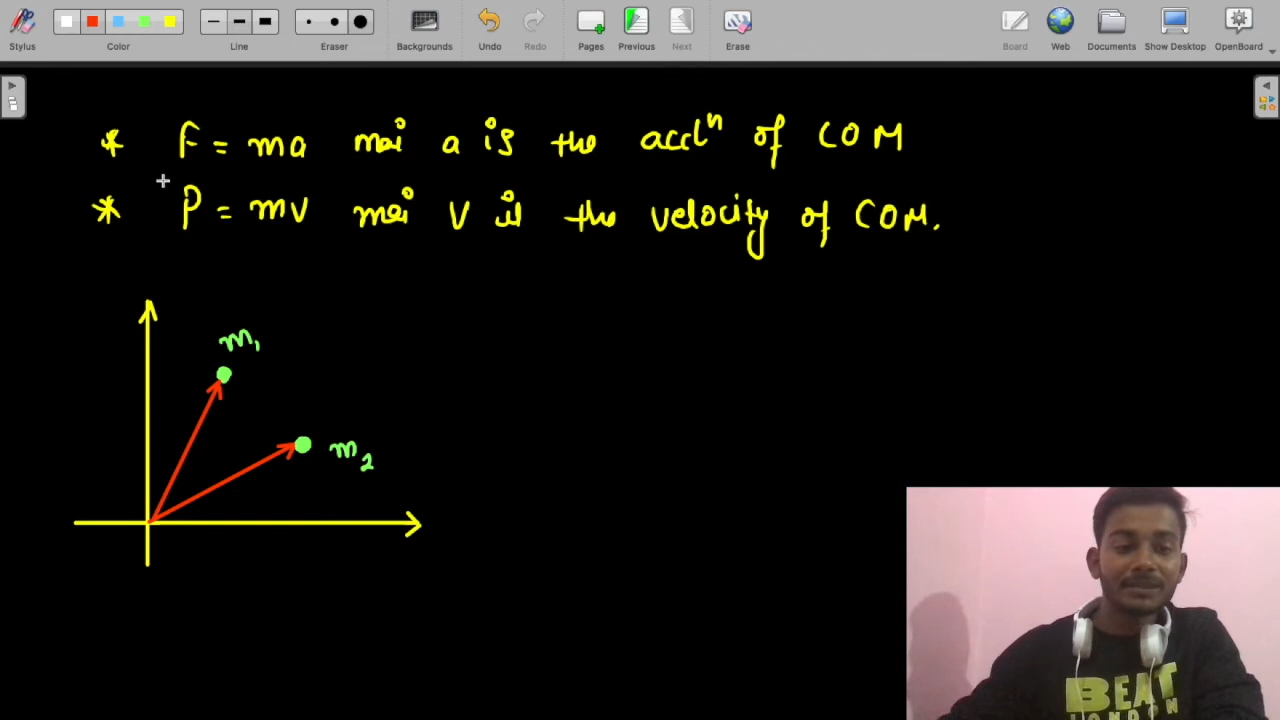 Stylus
Color
Line
Eraser
Backgrounds
Undo
Redo
Pages
Previous
Next
Erase
Board
Web
Documents
Show Desktop
OpenBoard
* F = ma mei a is the accl^n of COM
* P = mv mei V is the velocity of COM.
m₁
m₂
BEAT
LONDON